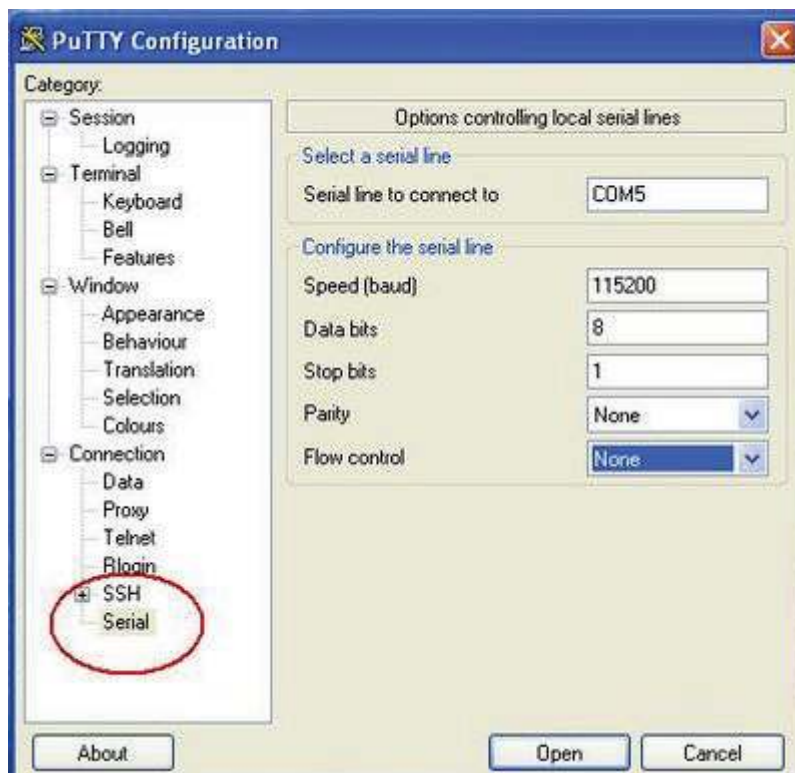 PuTTY Configuration
Category:
Session
Logging
Terminal
Keyboard
Bell
Features
Window
Appearance
Behaviour
Translation
Selection
Colours
Connection
Data
Proxy
Telnet
Rlogin
SSH
Serial
Options controlling local serial lines
Select a serial line
Serial line to connect to COM5
Configure the serial line
Speed (baud) 115200
Data bits 8
Stop bits 1
Parity None
Flow control None
About Open Cancel